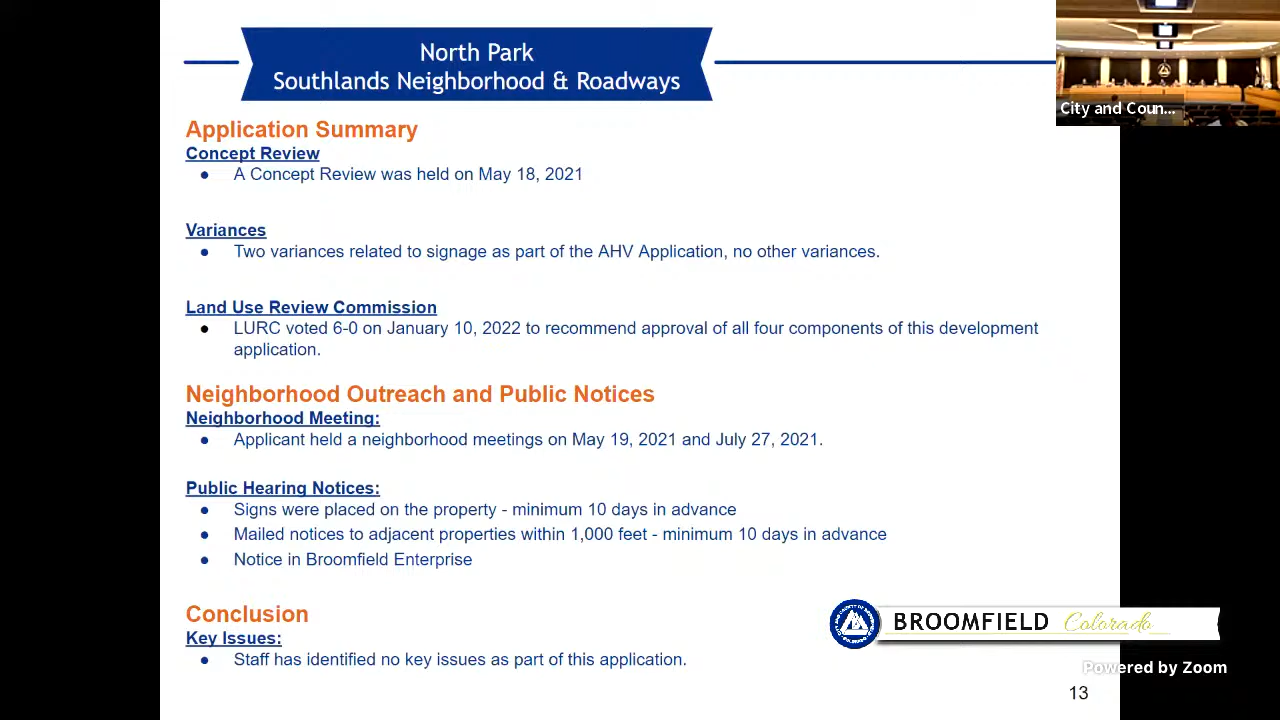 North Park
Southlands Neighborhood & Roadways
City and Coun...
Application Summary
Concept Review
● A Concept Review was held on May 18, 2021
Variances
● Two variances related to signage as part of the AHV Application, no other variances.
Land Use Review Commission
● LURC voted 6-0 on January 10, 2022 to recommend approval of all four components of this development
application.
Neighborhood Outreach and Public Notices
Neighborhood Meeting:
● Applicant held a neighborhood meetings on May 19, 2021 and July 27, 2021.
Public Hearing Notices:
● Signs were placed on the property - minimum 10 days in advance
● Mailed notices to adjacent properties within 1,000 feet - minimum 10 days in advance
● Notice in Broomfield Enterprise
Conclusion
Key Issues:
● Staff has identified no key issues as part of this application.
BROOMFIELD Colorado
Powered by Zoom
13